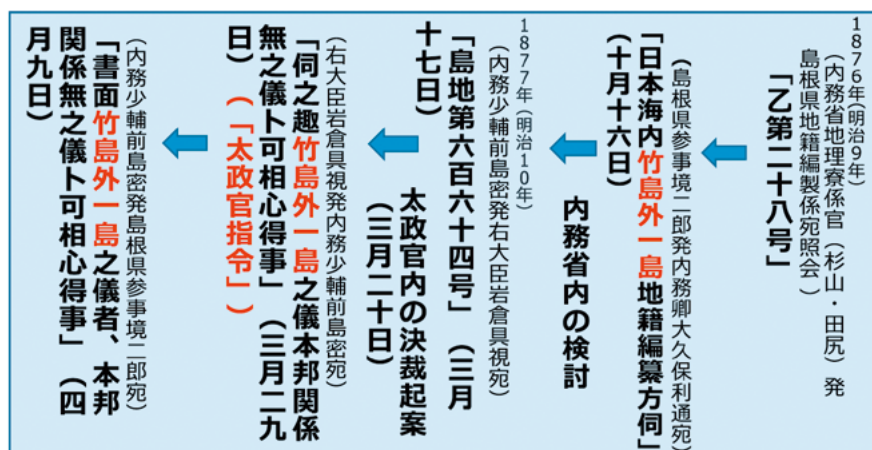 1876年(明治9年)
（内務省地理寮係官（杉山・田尻）発
島根県地籍編製係宛照会）
「乙第二十八号」
（島根県参事境二郎発内務卿大久保利通宛）
「日本海内竹島外一島地籍編纂方伺」
（十月十六日）
内務省内の検討
1877年(明治10年)
（内務少輔前島密発右大臣岩倉具視宛）
「島地第六百六十四号」（三月
十七日）
太政官内の決裁起案
（三月二十日）
（右大臣岩倉具視発内務少輔前島密宛）
「伺之趣竹島外一島之儀本邦関係
無之儀ト可相心得事」（三月二九
日）（「太政官指令」）
（内務少輔前島密発島根県参事境二郎宛）
「書面竹島外一島之儀者、本邦
関係無之儀ト可相心得事」（四
月九日）